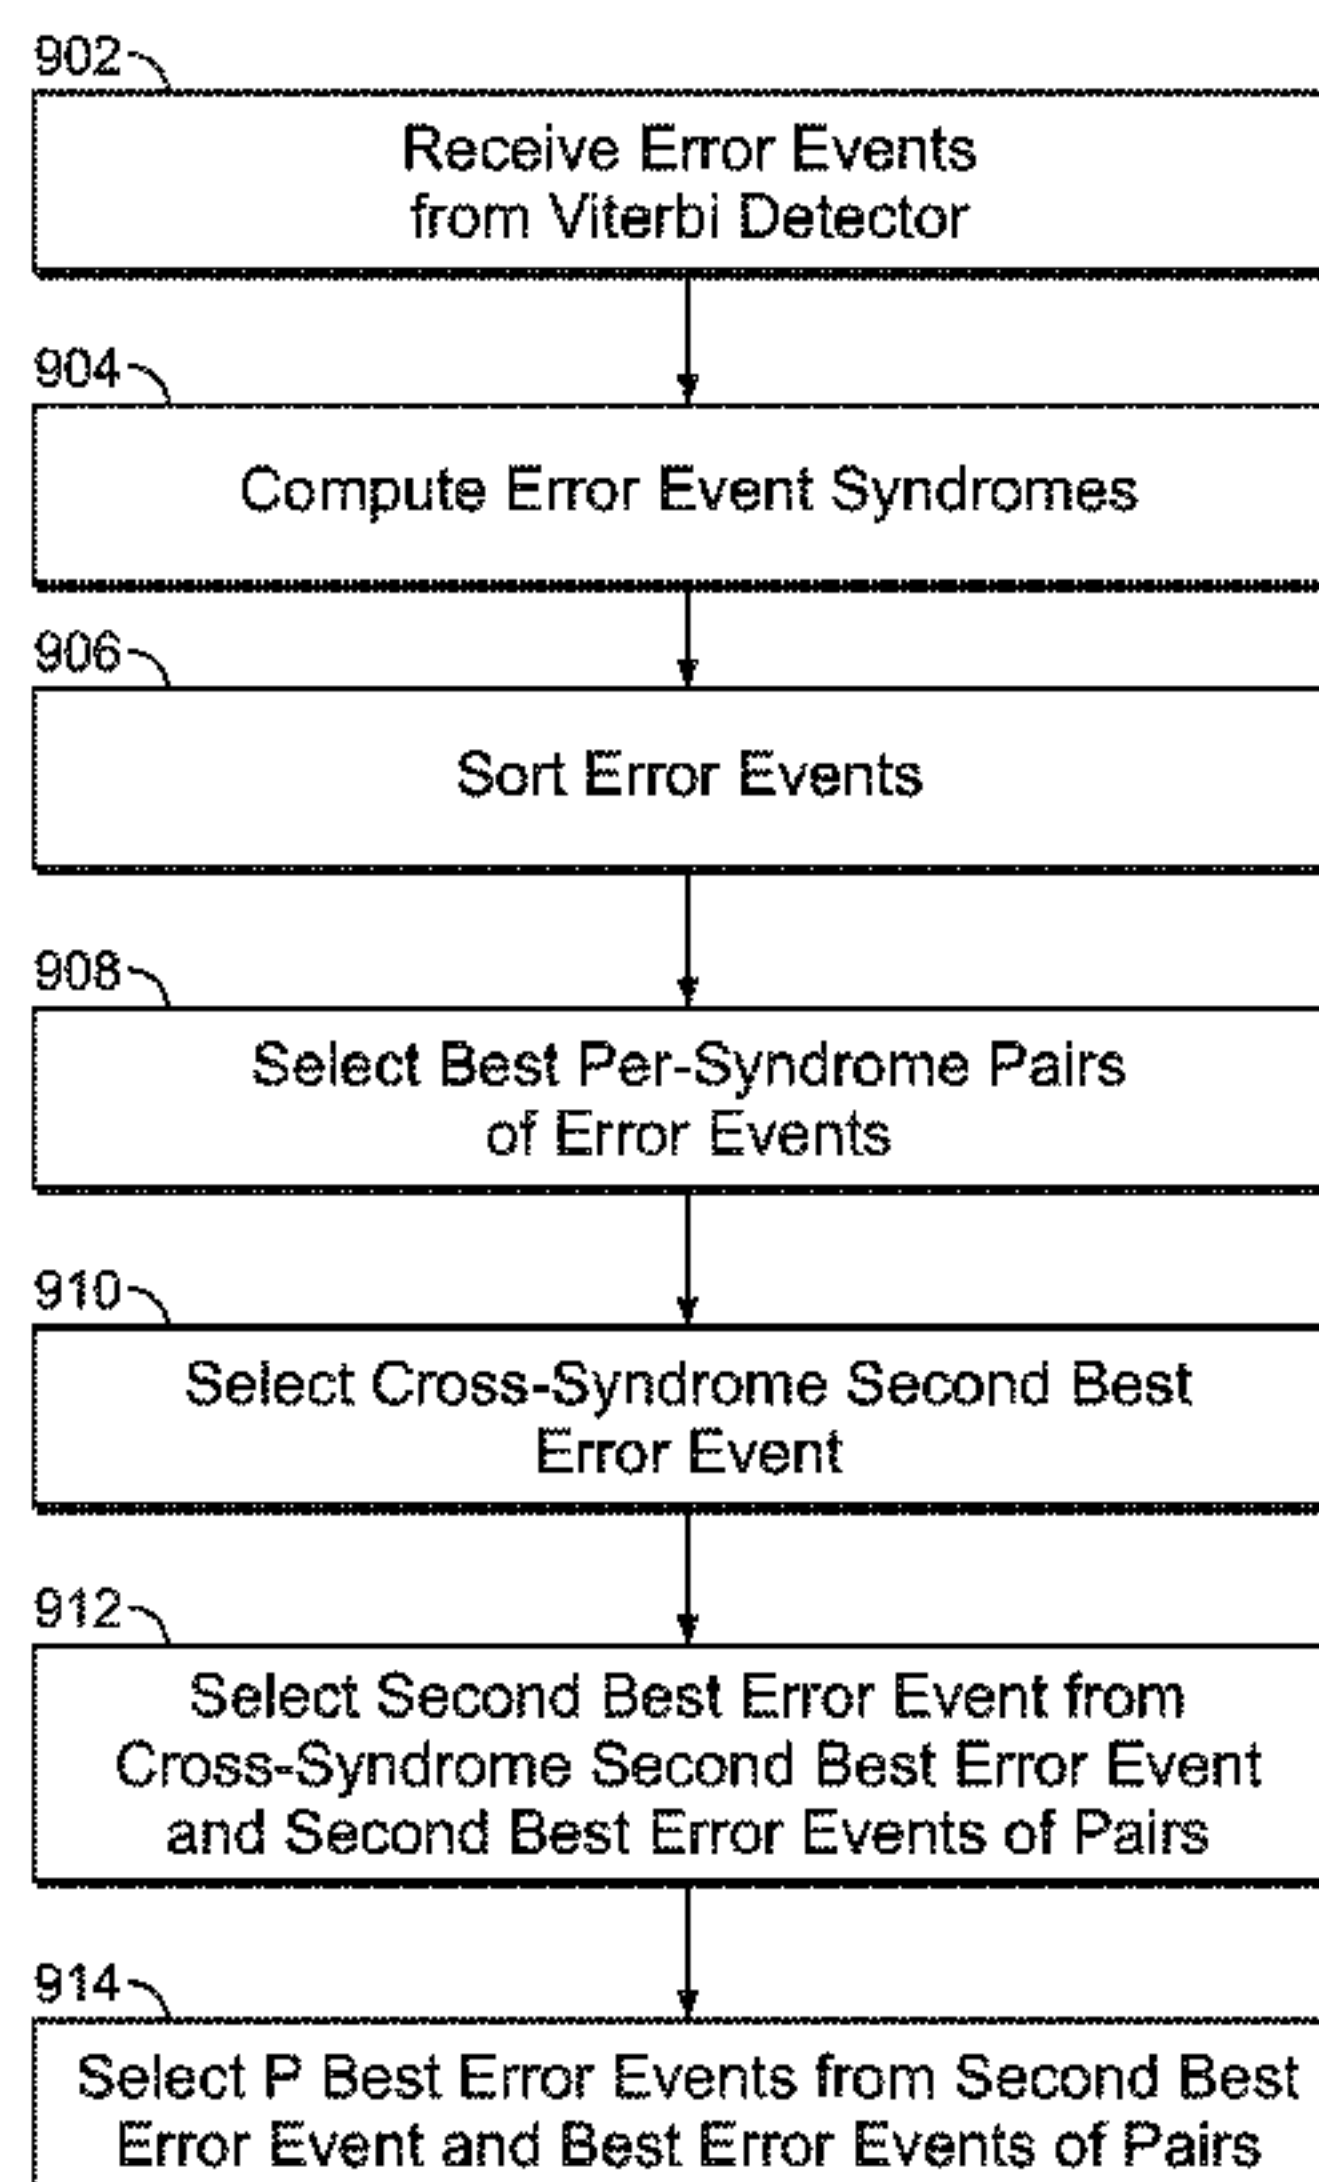 902
Receive Error Events
from Viterbi Detector
904
Compute Error Event Syndromes
906
Sort Error Events
908
Select Best Per-Syndrome Pairs
of Error Events
910
Select Cross-Syndrome Second Best
Error Event
912
Select Second Best Error Event from
Cross-Syndrome Second Best Error Event
and Second Best Error Events of Pairs
914
Select P Best Error Events from Second Best
Error Event and Best Error Events of Pairs